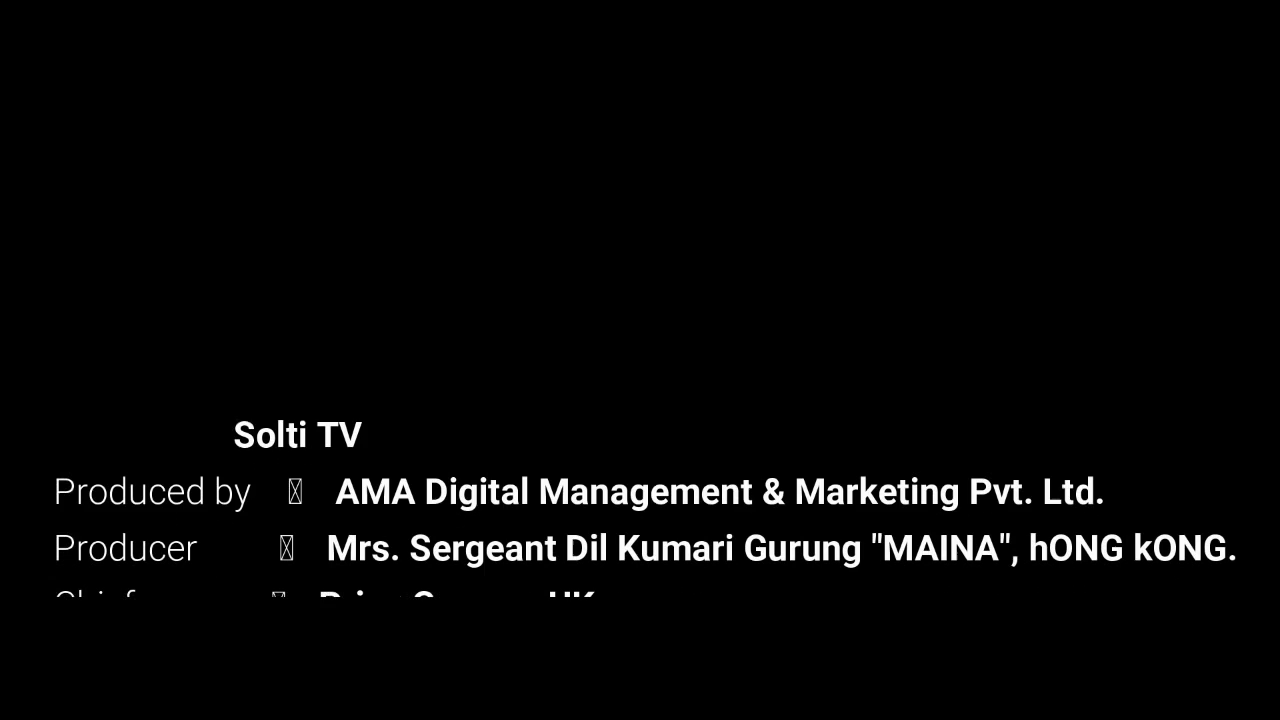 Solti TV
Produced by AMA Digital Management & Marketing Pvt. Ltd.
Producer Mrs. Sergeant Dil Kumari Gurung "MAINA", hONG kONG.